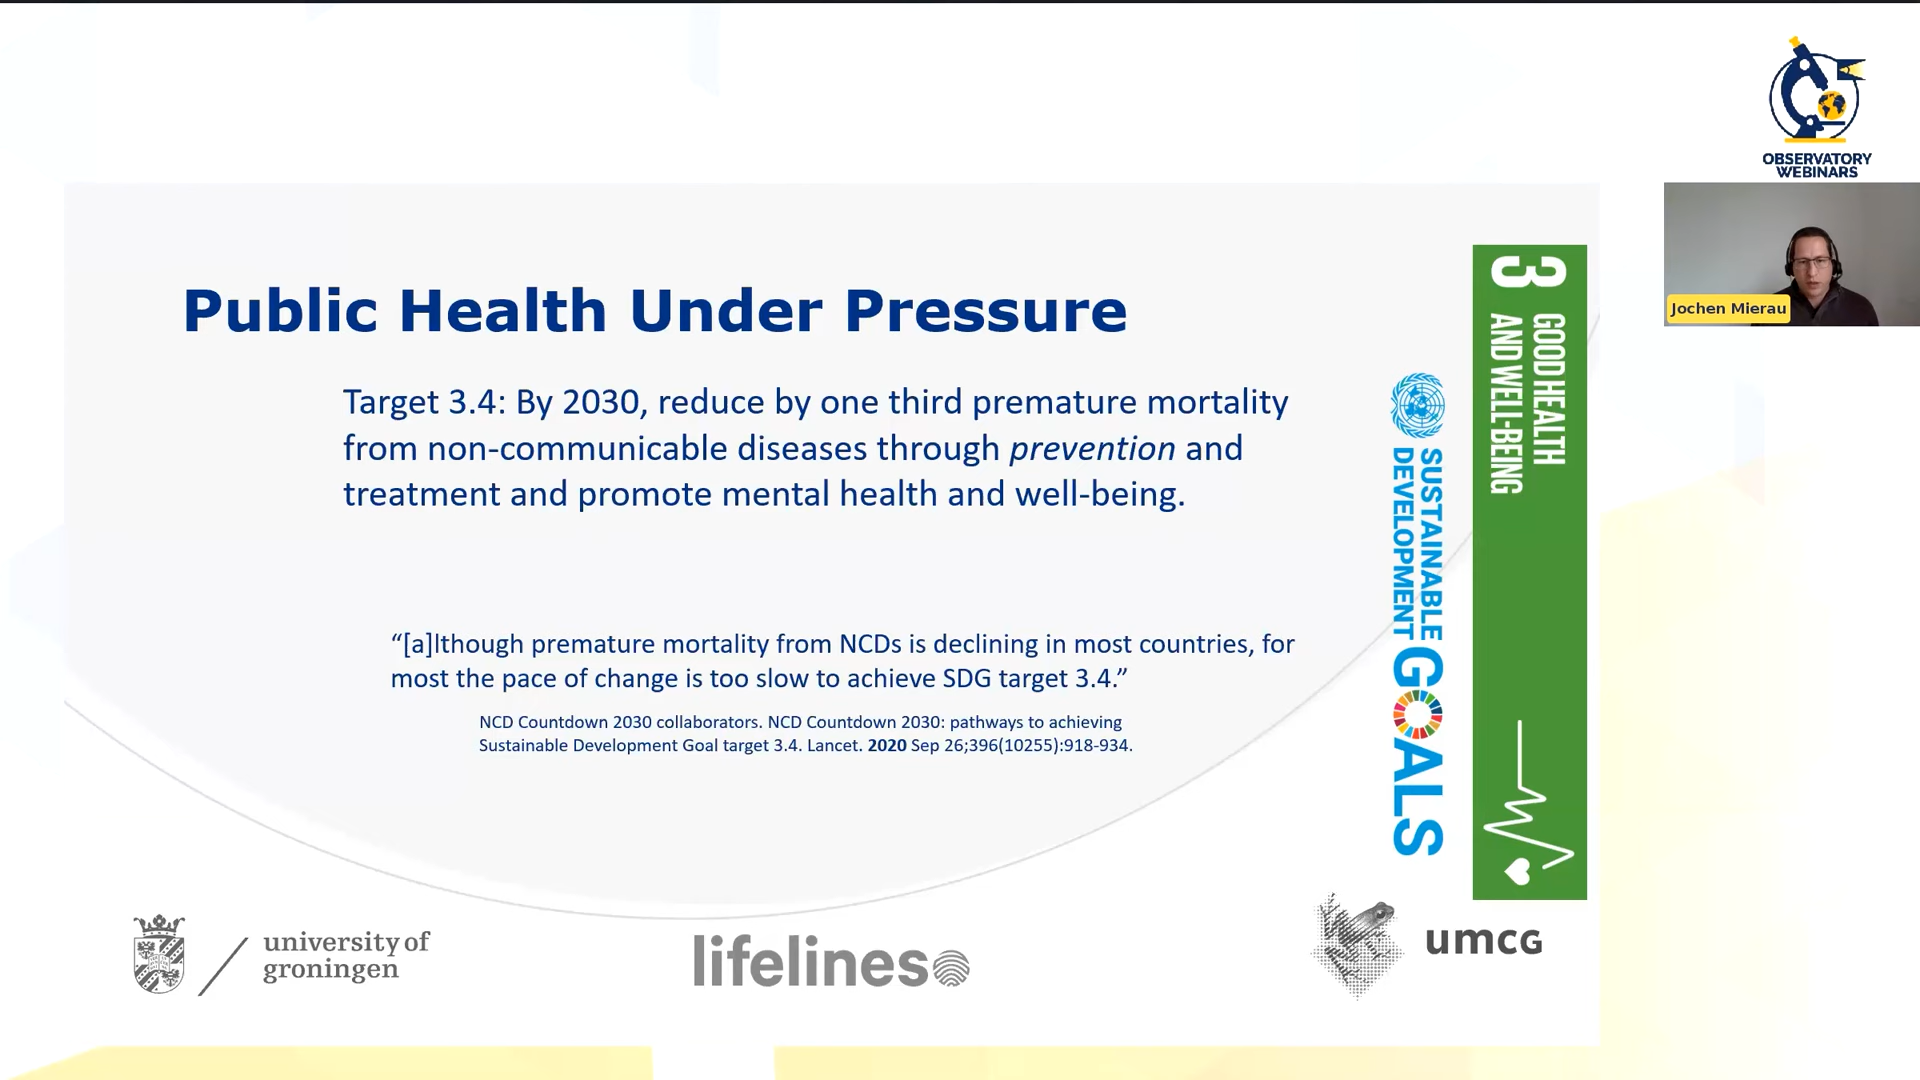 OBSERVATORY
WEBINARS
Jochen Mierau
Public Health Under Pressure
Target 3.4: By 2030, reduce by one third premature mortality
from non-communicable diseases through prevention and
treatment and promote mental health and well-being.
“[a]lthough premature mortality from NCDs is declining in most countries, for
most the pace of change is too slow to achieve SDG target 3.4.”
NCD Countdown 2030 collaborators. NCD Countdown 2030: pathways to achieving
Sustainable Development Goal target 3.4. Lancet. 2020 Sep 26;396(10255):918-934.
SUSTAINABLE
DEVELOPMENT
GOALS
3
GOOD HEALTH
AND WELL-BEING
university of
groningen
lifelines
umcg